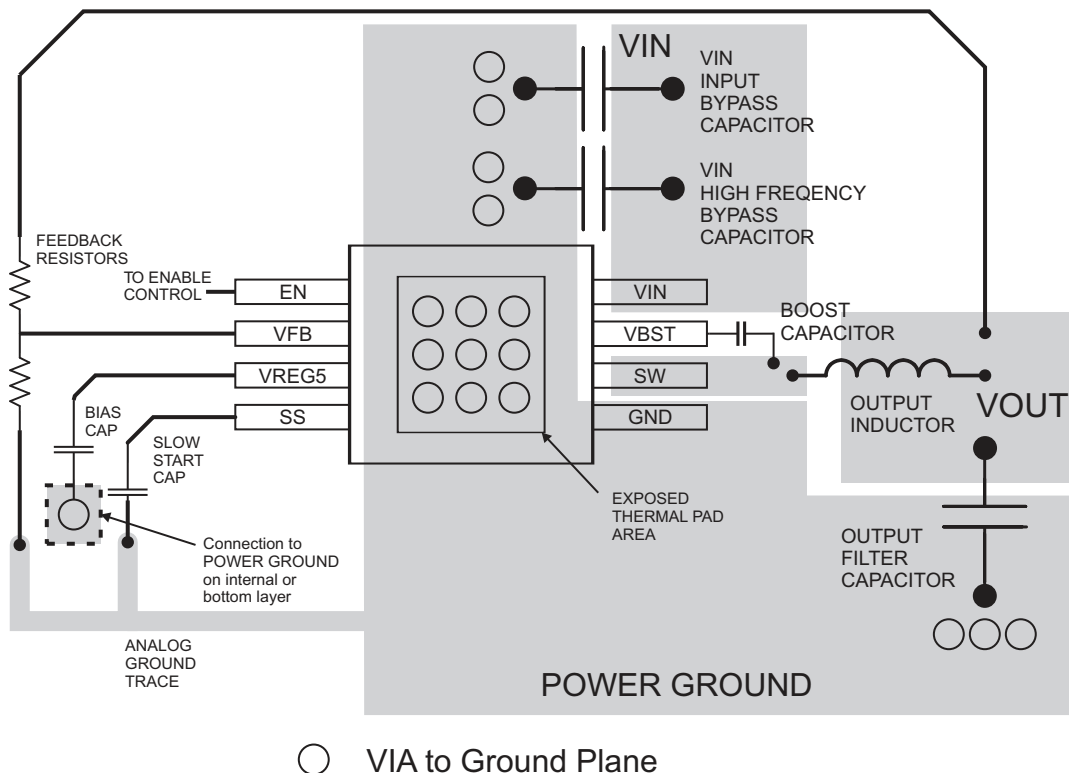 VIN
VIN
INPUT
BYPASS
CAPACITOR
VIN
HIGH FREQENCY
BYPASS
CAPACITOR
FEEDBACK
RESISTORS
TO ENABLE
CONTROL
EN
VFB
VREG5
SS
VIN
VBST
SW
GND
BOOST
CAPACITOR
OUTPUT
INDUCTOR
VOUT
BIAS
CAP
SLOW
START
CAP
EXPOSED
THERMAL PAD
AREA
Connection to
POWER GROUND
on internal or
bottom layer
OUTPUT
FILTER
CAPACITOR
ANALOG
GROUND
TRACE
POWER GROUND
VIA to Ground Plane